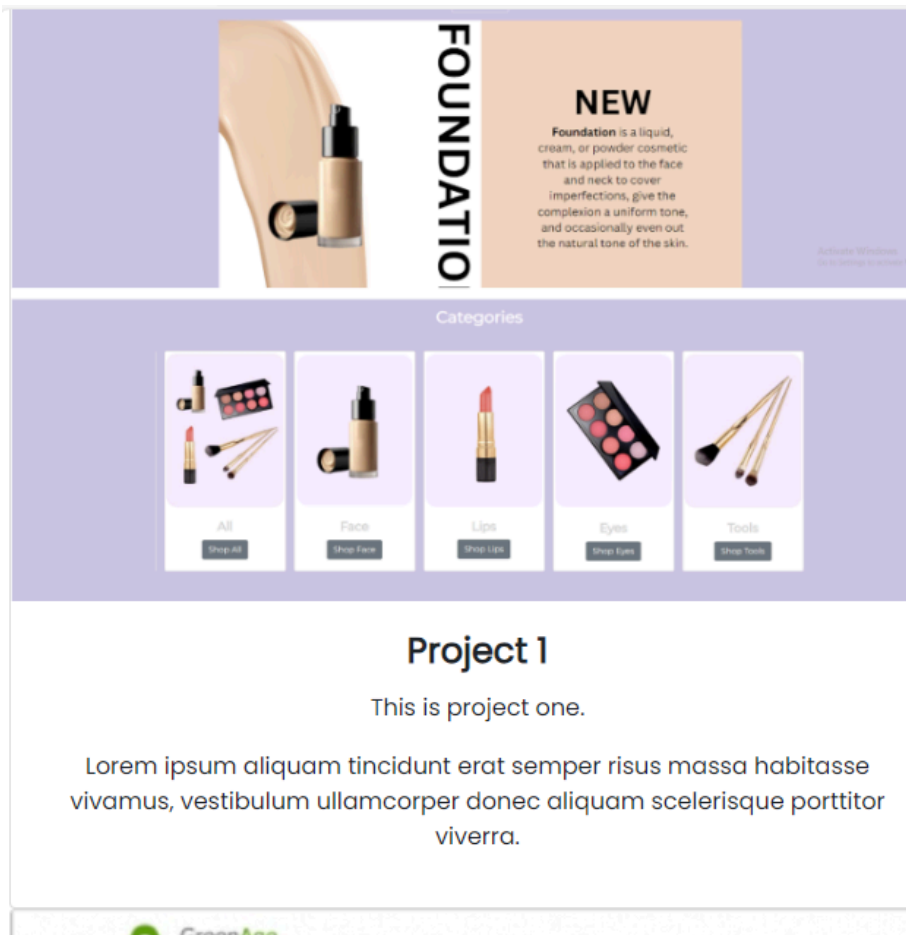 FOUNDATIO
NEW
Foundation is a liquid,
cream, or powder cosmetic
that is applied to the face
and neck to cover
imperfections, give the
complexion a uniform tone,
and occasionally even out
the natural tone of the skin.
Activate Windows
Categories
All
Face
Lips
Eyes
Tools
Shop All
Shop Face
Shop Lips
Shop Eyes
Shop Tools
Project 1
This is project one.
Lorem ipsum aliquam tincidunt erat semper risus massa habitasse
vivamus, vestibulum ullamcorper donec aliquam scelerisque porttitor
viverra.